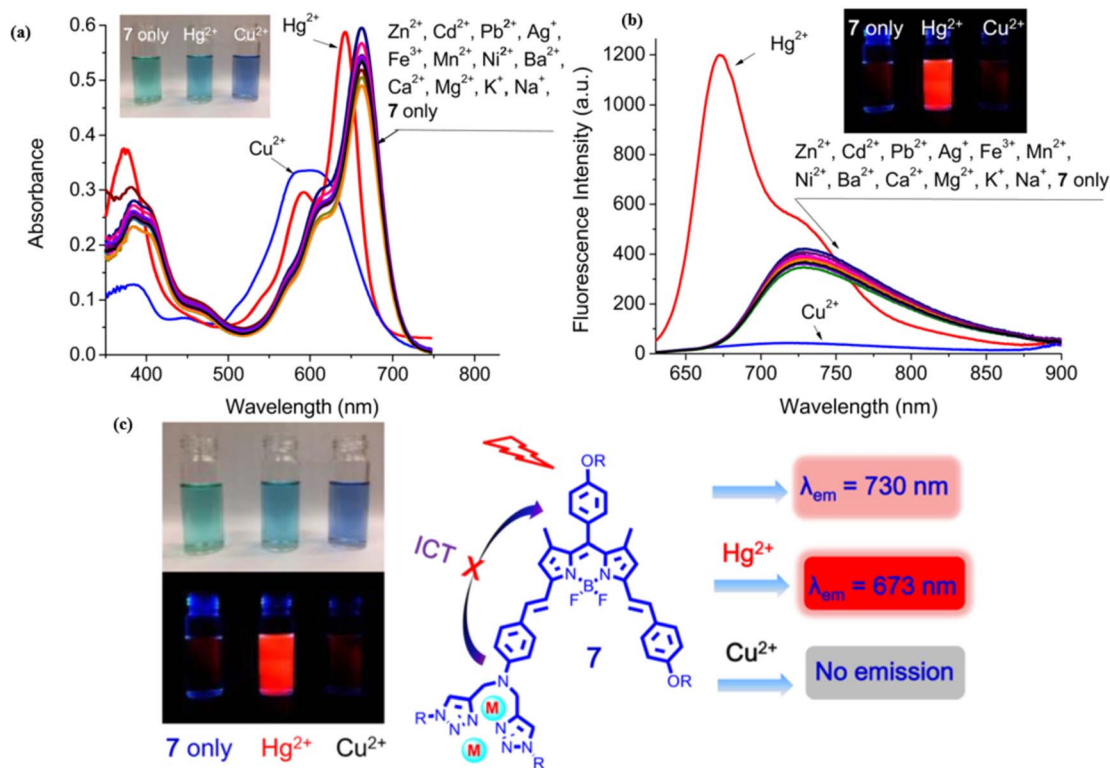 (a)
0.6
0.5
0.4
0.3
0.2
0.1
0.0
Absorbance
400 500 600 700 800
Wavelength (nm)
7 only Hg²⁺ Cu²⁺
Hg²⁺
Cu²⁺
Zn²⁺, Cd²⁺, Pb²⁺, Ag⁺,
Fe³⁺, Mn²⁺, Ni²⁺, Ba²⁺,
Ca²⁺, Mg²⁺, K⁺, Na⁺,
7 only
(b)
1200
1000
800
600
400
200
0
Fluorescence Intensity (a.u.)
650 700 750 800 850 900
Wavelength (nm)
Hg²⁺
7 only Hg²⁺ Cu²⁺
Zn²⁺, Cd²⁺, Pb²⁺, Ag⁺, Fe³⁺, Mn²⁺,
Ni²⁺, Ba²⁺, Ca²⁺, Mg²⁺, K⁺, Na⁺, 7 only
Cu²⁺
(c)
7 only Hg²⁺ Cu²⁺
OR
ICT
X
N N
B
F F
7
N
OR
R-N
N=N
M
N
N-N
M
R
λem = 730 nm
Hg²⁺
λem = 673 nm
Cu²⁺
No emission